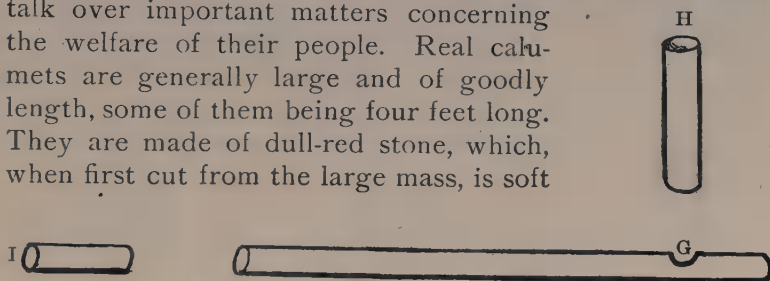 talk over important matters concerning
the welfare of their people. Real calu-
mets are generally large and of goodly
length, some of them being four feet long.
They are made of dull-red stone, which,
when first cut from the large mass, is soft
H
I
G